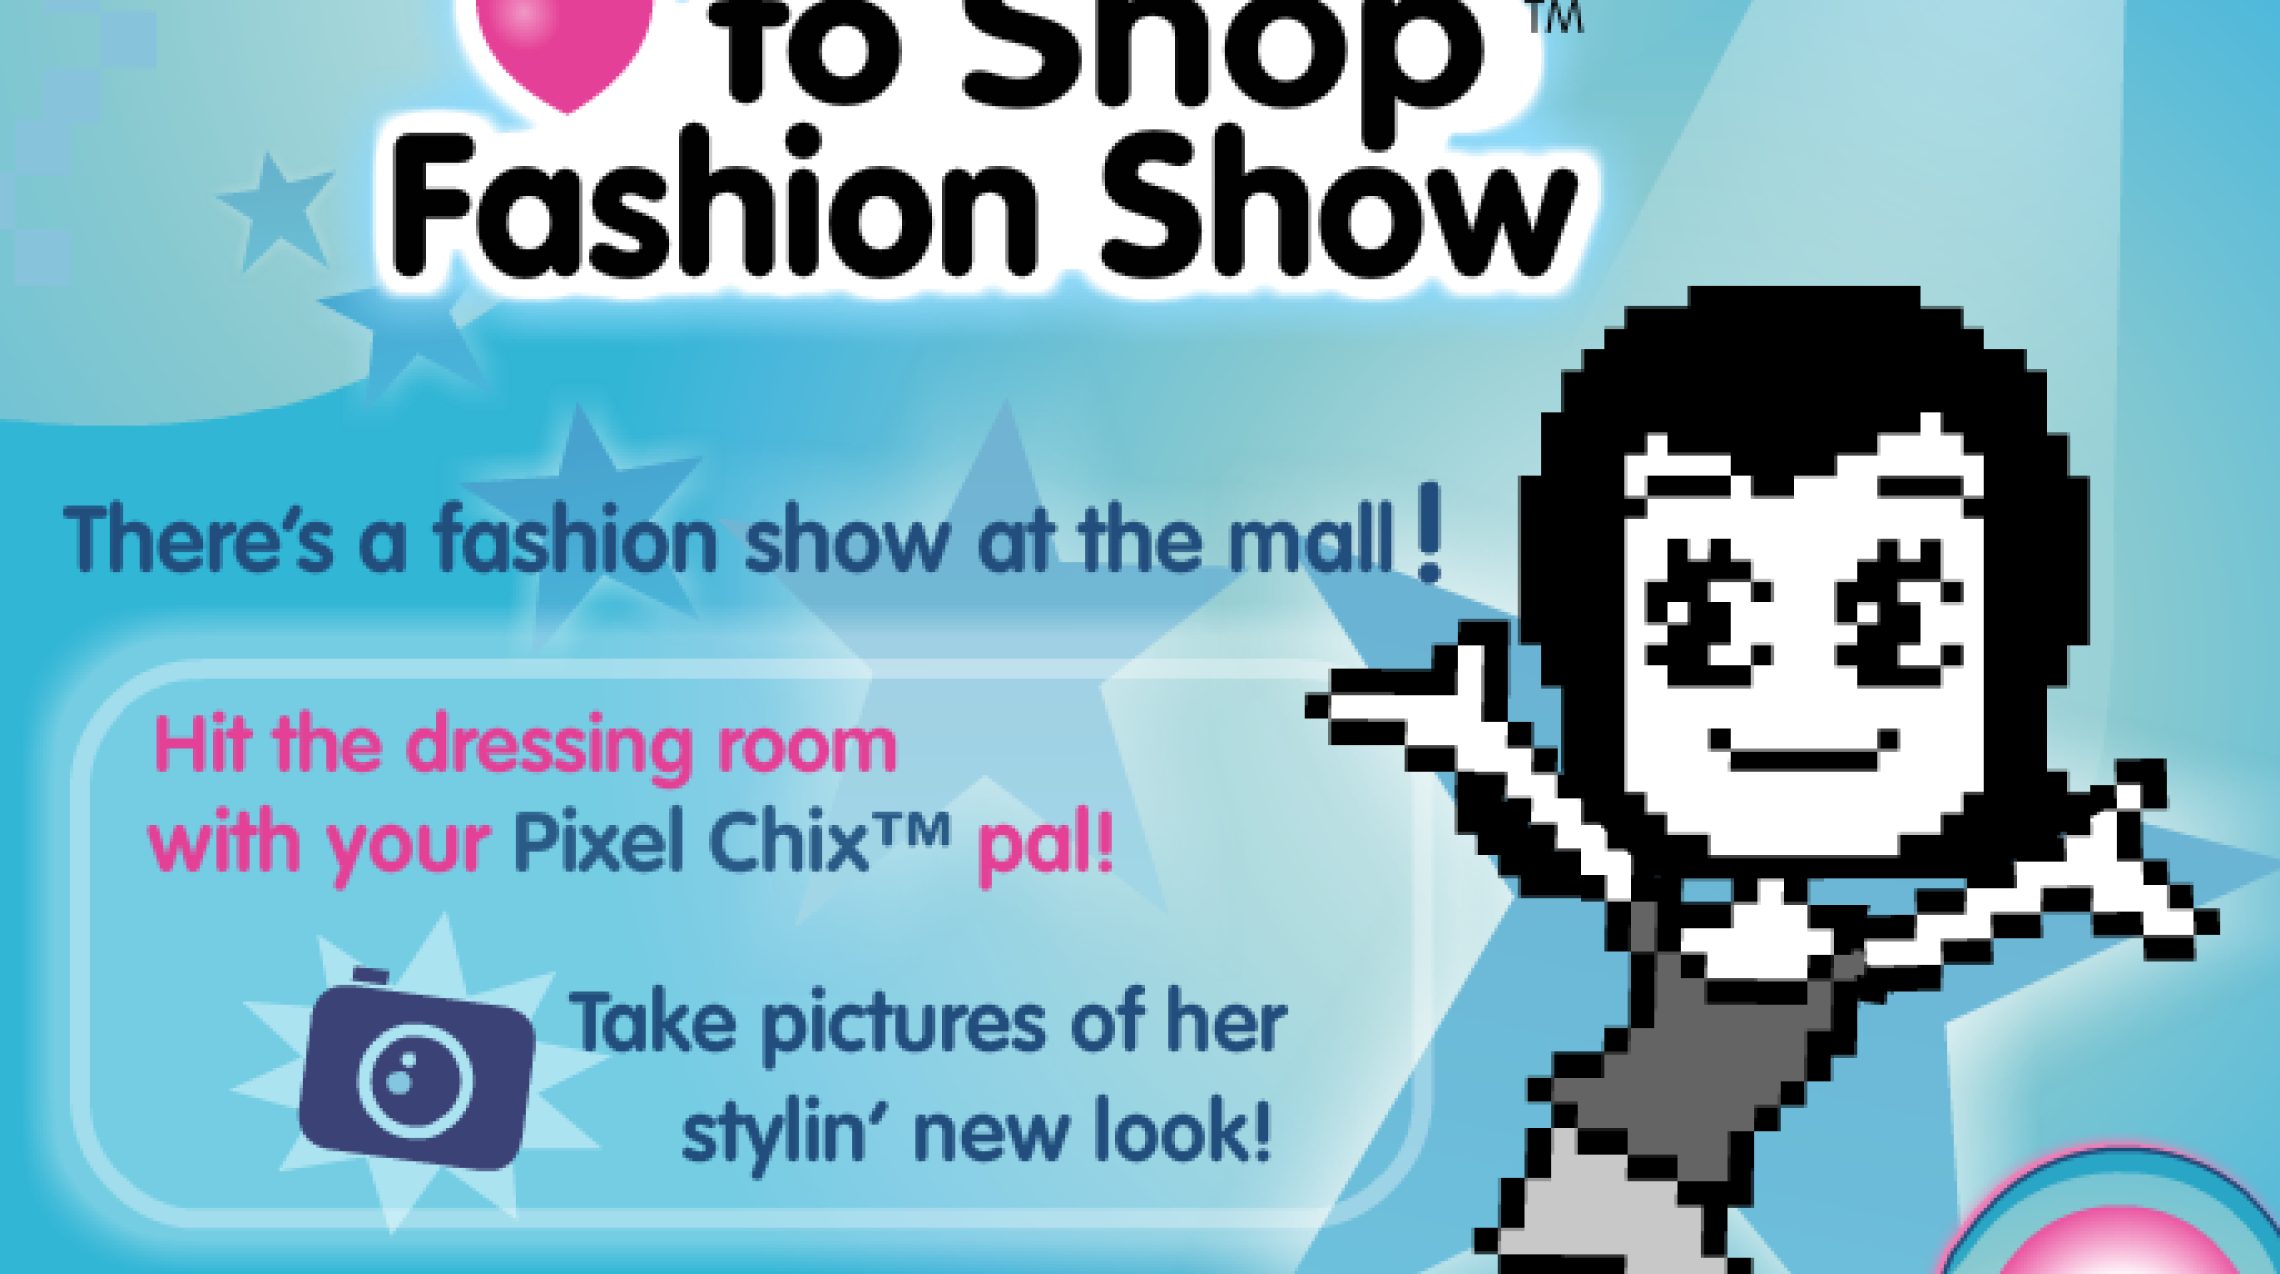 to Shop™
Fashion Show
There's a fashion show at the mall!
Hit the dressing room
with your Pixel Chix™ pal!
Take pictures of her
stylin' new look!